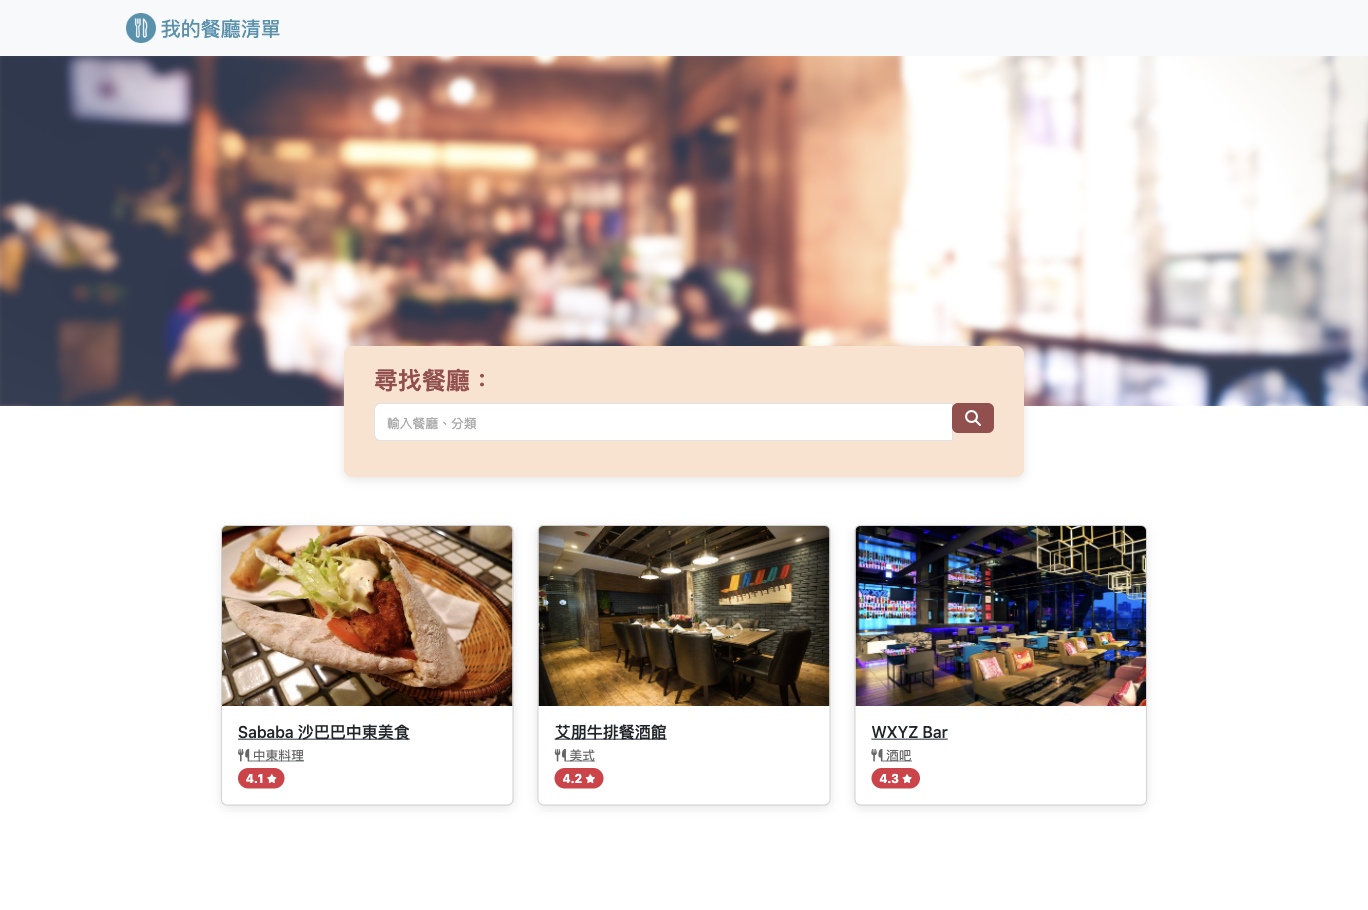 我的餐廳清單
尋找餐廳：
輸入餐廳、分類
Sababa 沙巴巴中東美食
中東料理
4.1
艾朋牛排餐酒館
美式
4.2
WXYZ Bar
酒吧
4.3